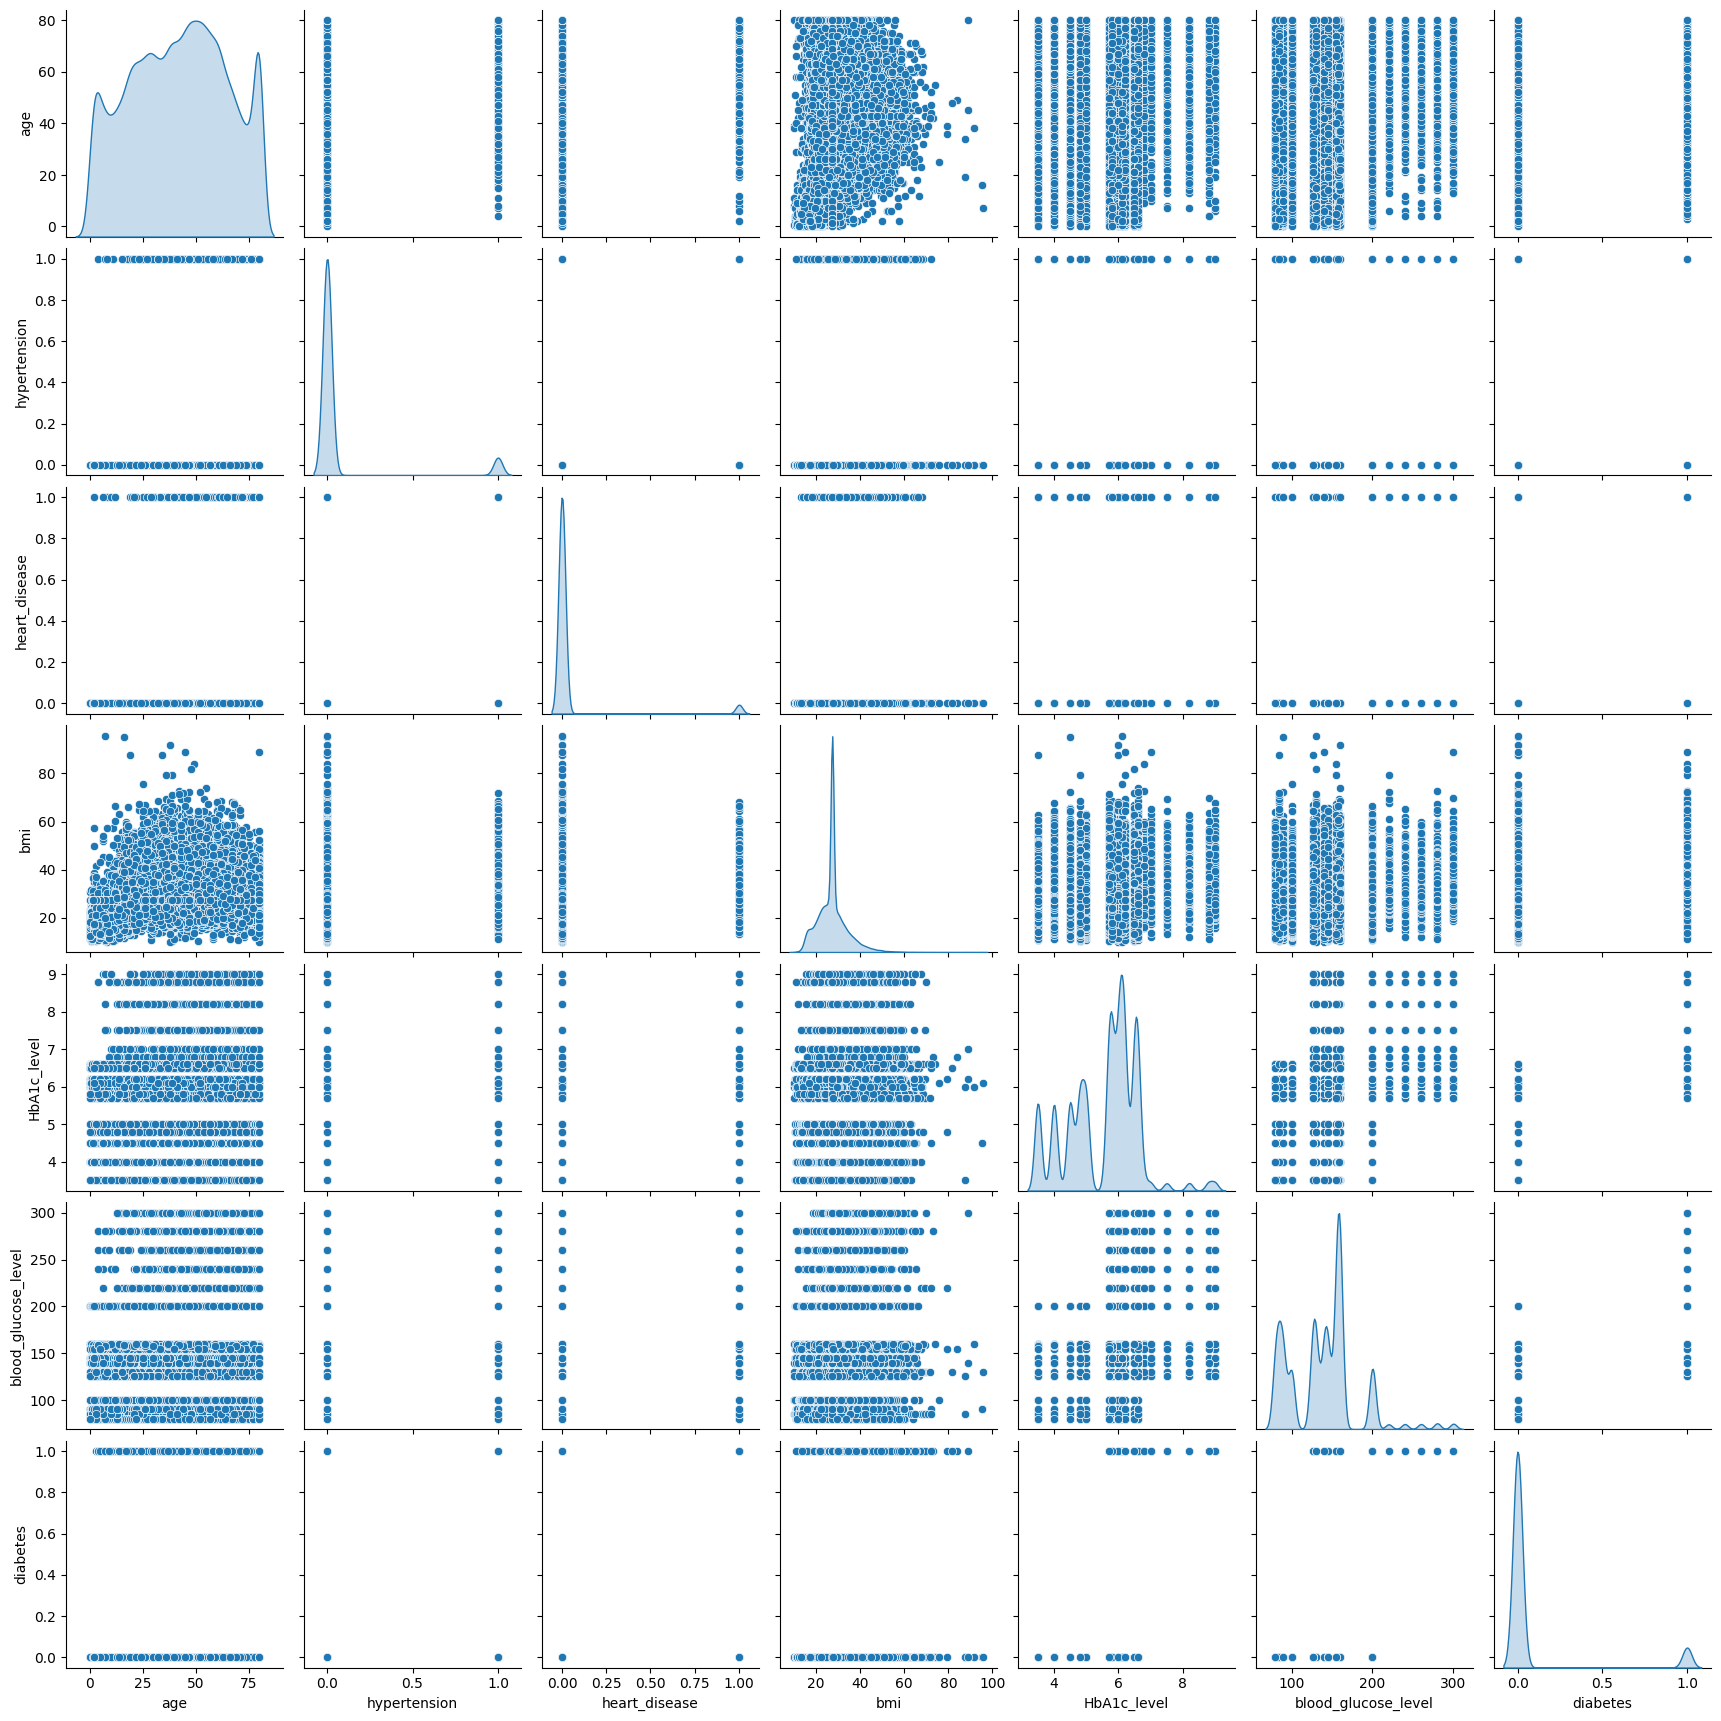 80
60
40
20
0
age
1.0
0.8
0.6
0.4
0.2
0.0
hypertension
1.0
0.8
0.6
0.4
0.2
0.0
heart_disease
80
60
40
20
bmi
9
8
7
6
5
4
HbA1c_level
300
250
200
150
100
blood_glucose_level
1.0
0.8
0.6
0.4
0.2
0.0
diabetes
0 25 50 75
0.0 0.5 1.0
0.00 0.25 0.50 0.75 1.00
20 40 60 80 100
4 6 8
100 200 300
0.0 0.5 1.0
age hypertension heart_disease bmi HbA1c_level blood_glucose_level diabetes